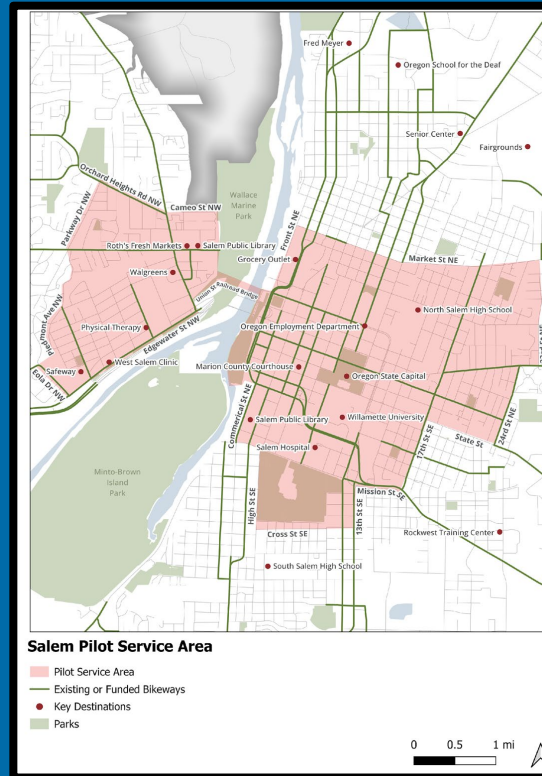 Fred Meyer
Oregon School for the Deaf
Senior Center
Fairgrounds
Orchard Heights Rd NW
Parkway Dr NW
Cameo St NW
Wallace
Marine
Park
Front St NE
Market St NE
Roth's Fresh Markets
Salem Public Library
Grocery Outlet
Walgreens
Union St Railroad Bridge
North Salem High School
Piedmont Ave NW
Physical Therapy
Edgewater St NW
Oregon Employment Department
West Salem Clinic
Safeway
Eola Dr NW
Marion County Courthouse
Oregon State Capital
Commerical St NE
Salem Public Library
Willamette University
17th St SE
State St
24th St NE
Salem Hospital
Minto-Brown
Island
Park
High St SE
Mission St SE
13th St SE
Cross St SE
Rockwest Training Center
South Salem High School
Salem Pilot Service Area
Pilot Service Area
Existing or Funded Bikeways
Key Destinations
Parks
0 0.5 1 mi